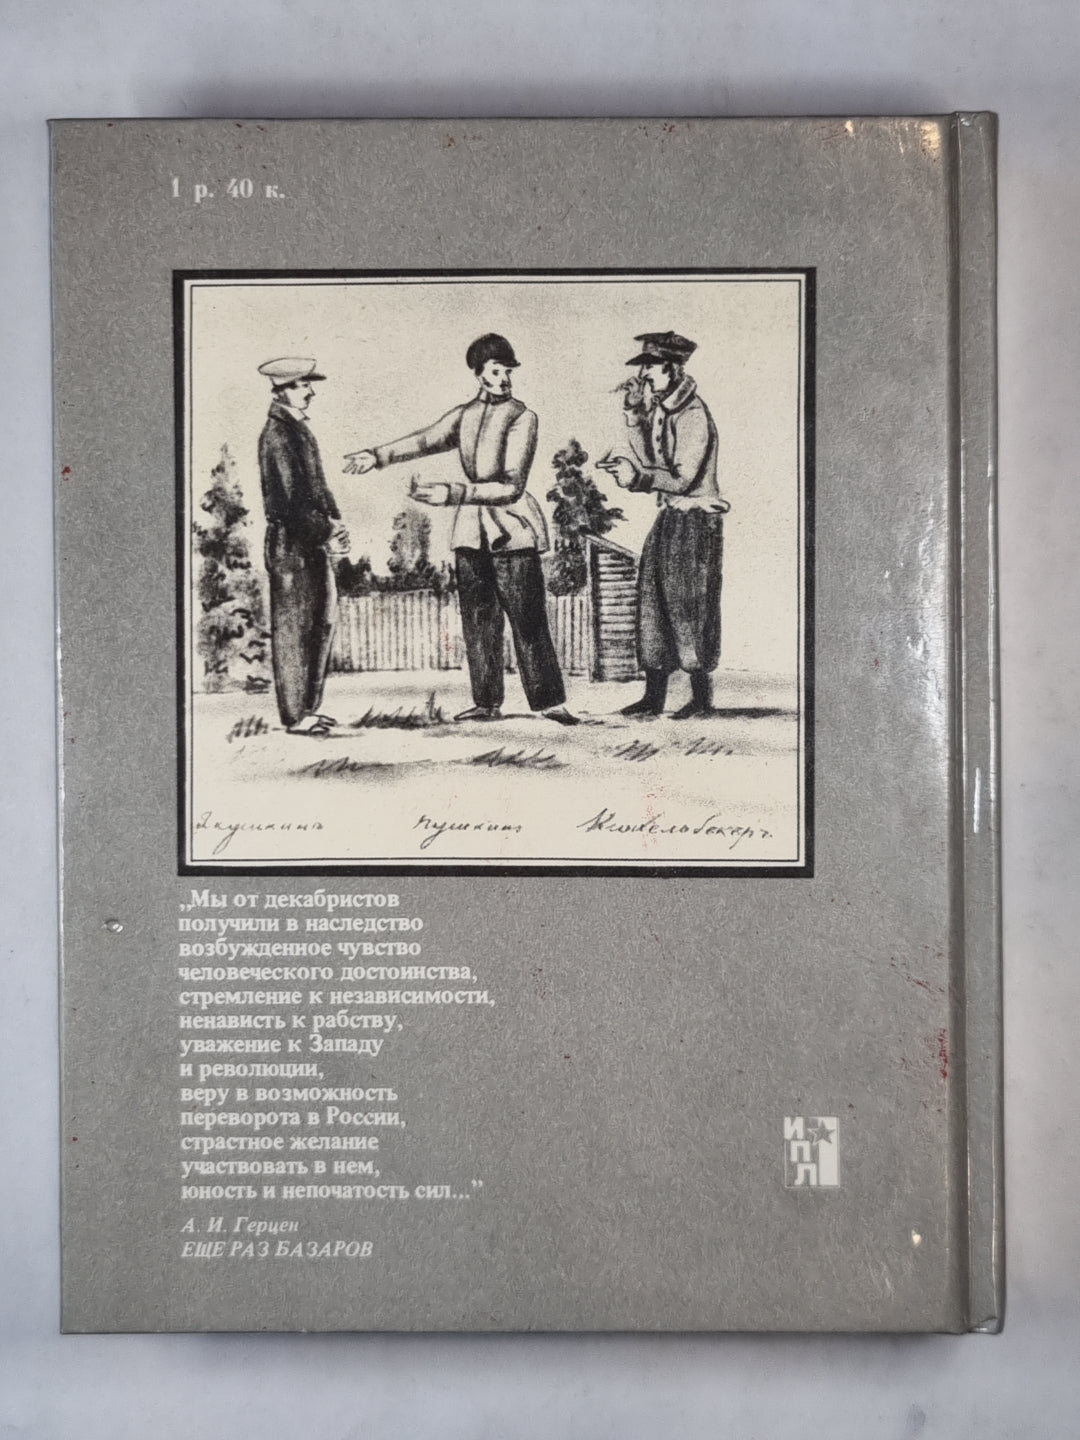 1 р. 40 к.
Якушкинъ Пушкинъ Кюхельбекеръ.
„Мы от декабристов
получили в наследство
возбужденное чувство
человеческого достоинства,
стремление к независимости,
ненависть к рабству,
уважение к Западу
и революции,
веру в возможность
переворота в России,
страстное желание
участвовать в нем,
юность и непочатость сил...”
А. И. Герцен
ЕЩЕ РАЗ БАЗАРОВ
И
П
Л